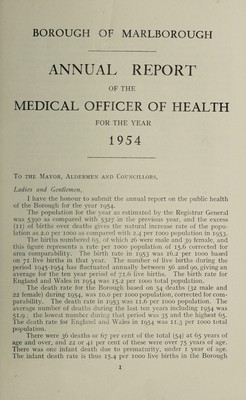 BOROUGH OF MARLBOROUGH
ANNUAL REPORT
OF THE
MEDICAL OFFICER OF HEALTH
FOR THE YEAR
1954
TO THE MAYOR, ALDERMEN AND COUNCILLORS,
Ladies and Gentlemen,
I have the honour to submit the annual report on the public health
of the Borough for the year 1954.
The population for the year as estimated by the Registrar General
was 5390 as compared with 5327 in the previous year, and the excess
(11) of births over deaths gives the natural increase rate of the popu-
lation as 2.0 per 1000 as compared with 2.4 per 1000 population in 1953.
The births numbered 65, of which 26 were male and 39 female, and
this figure represents a rate per 1000 population of 15.6 corrected for
area comparability. The birth rate in 1953 was 16.2 per 1000 based
on 71 live births in that year. The number of live births during the
period 1945-1954 has fluctuated annually between 56 and 90, giving an
average for the ten year period of 72.6 live births. The birth rate for
England and Wales in 1954 was 15.2 per 1000 total population.
The death rate for the Borough based on 54 deaths (32 male and
22 female) during 1954, was 10.0 per 1000 population, corrected for com-
parability. The death rate in 1953 was 11.6 per 1000 population. The
average number of deaths during the last ten years including 1954 was
51.9 , the lowest number during that period was 35 and the highest 65.
The death rate for England and Wales in 1954 was 11.3 per 1000 total
population.
There were 36 deaths or 67 per cent of the total (54) at 65 years of
age and over, and 22 or 41 per cent of these were over 75 years of age.
There was one infant death due to prematurity, under 1 year of age.
The infant death rate is thus 15.4 per 1000 live births in the Borough
1